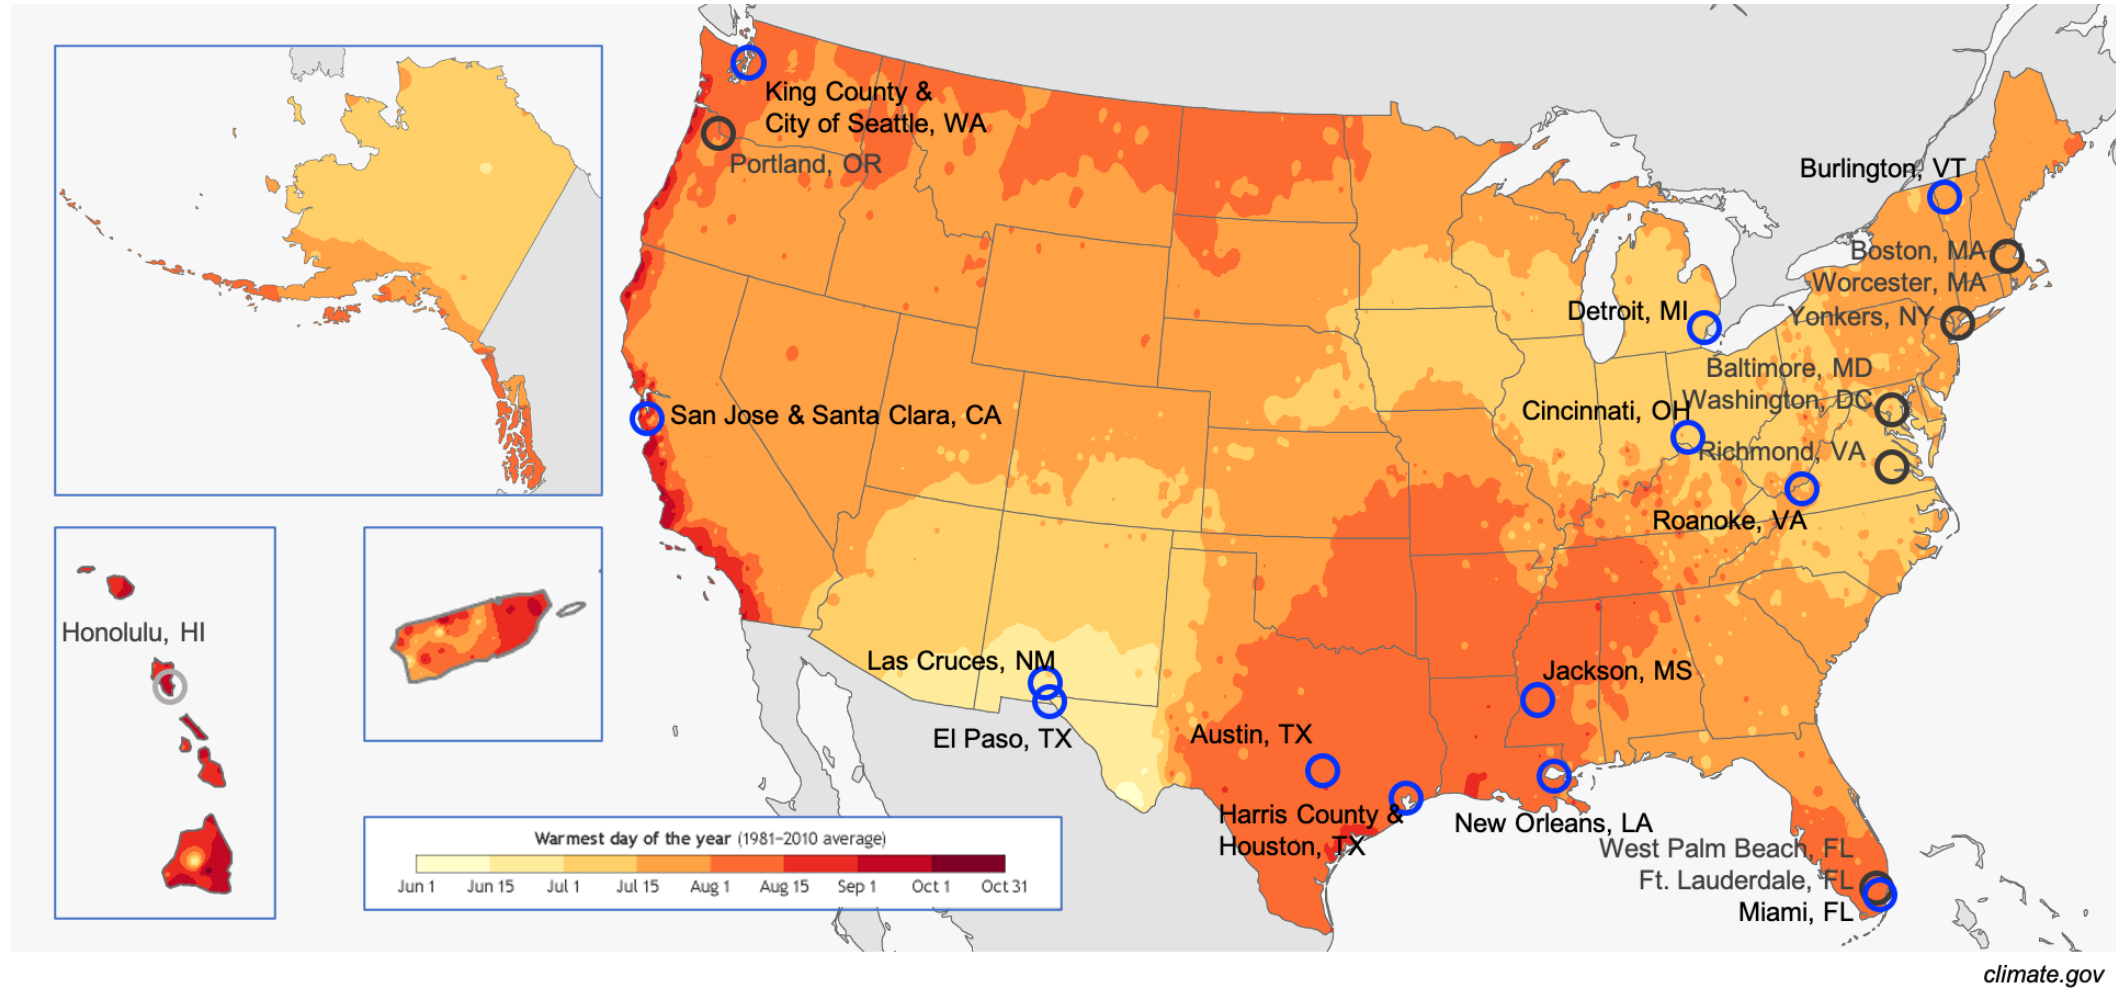 King County &
City of Seattle, WA
Portland, OR
Burlington, VT
Boston, MA
Worcester, MA
Detroit, MI
Yonkers, NY
Baltimore, MD
Washington, DC
San Jose & Santa Clara, CA
Cincinnati, OH
Richmond, VA
Roanoke, VA
Honolulu, HI
Las Cruces, NM
Jackson, MS
El Paso, TX
Austin, TX
Harris County &
Houston, TX
New Orleans, LA
West Palm Beach, FL
Ft. Lauderdale, FL
Miami, FL
Warmest day of the year (1981–2010 average)
Jun 1 Jun 15 Jul 1 Jul 15 Aug 1 Aug 15 Sep 1 Oct 1 Oct 31
climate.gov